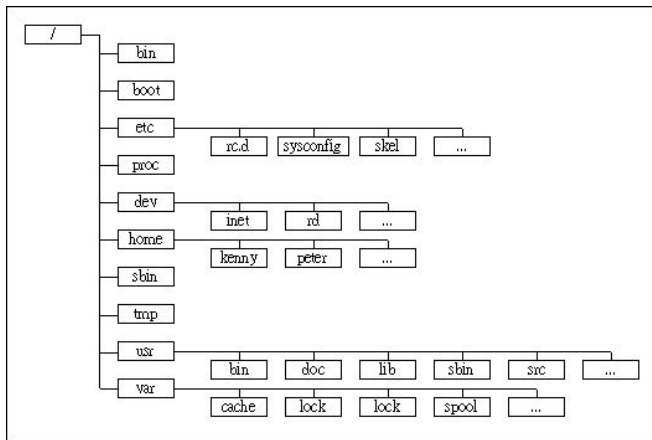 /
bin
boot
etc
rc.d sysconfig skel ...
proc
dev
inet rd ...
home
kenny peter ...
sbin
tmp
usr
bin doc lib sbin src ...
var
cache lock lock spool ...